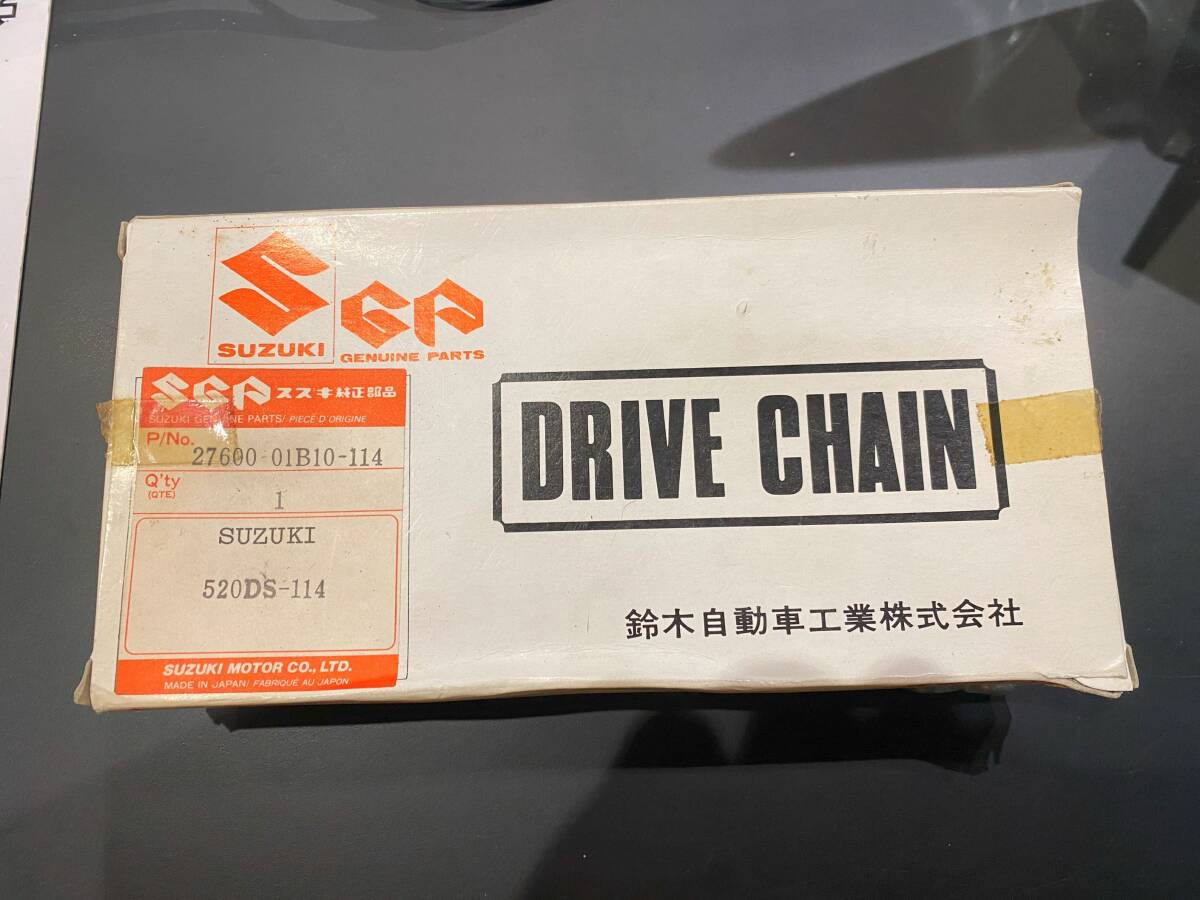 SUZUKI
SGP
GENUINE PARTS
SGP スズキ純正部品
SUZUKI GENUINE PARTS/ PIECE D'ORIGINE
P/No.
27600-01B10-114
Q'ty
(QTE)
1
SUZUKI
520DS-114
SUZUKI MOTOR CO., LTD.
MADE IN JAPAN/ FABRIQUÉ AU JAPON
DRIVE CHAIN
鈴木自動車工業株式会社